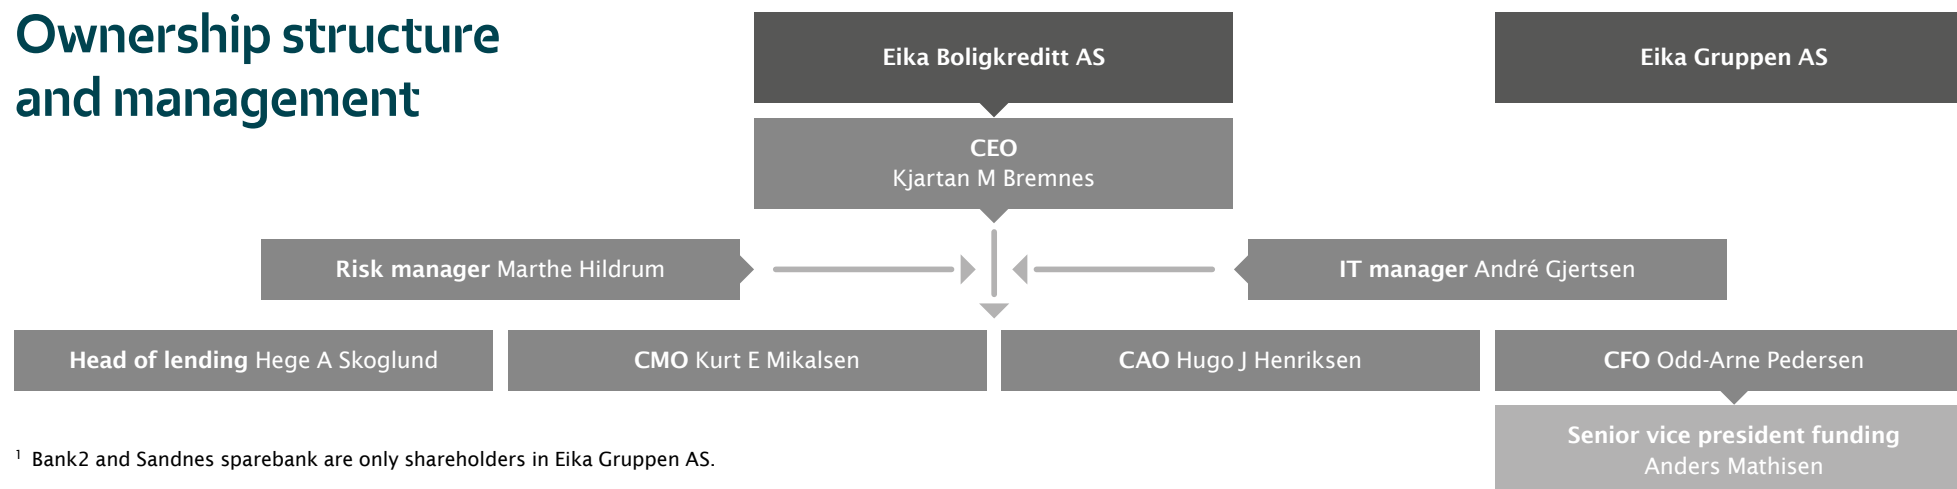 Ownership structure
and management
Eika Boligkreditt AS
Eika Gruppen AS
CEO
Kjartan M Bremnes
Risk manager Marthe Hildrum
IT manager André Gjertsen
Head of lending Hege A Skoglund
CMO Kurt E Mikalsen
CAO Hugo J Henriksen
CFO Odd-Arne Pedersen
Senior vice president funding
Anders Mathisen
1 Bank2 and Sandnes sparebank are only shareholders in Eika Gruppen AS.